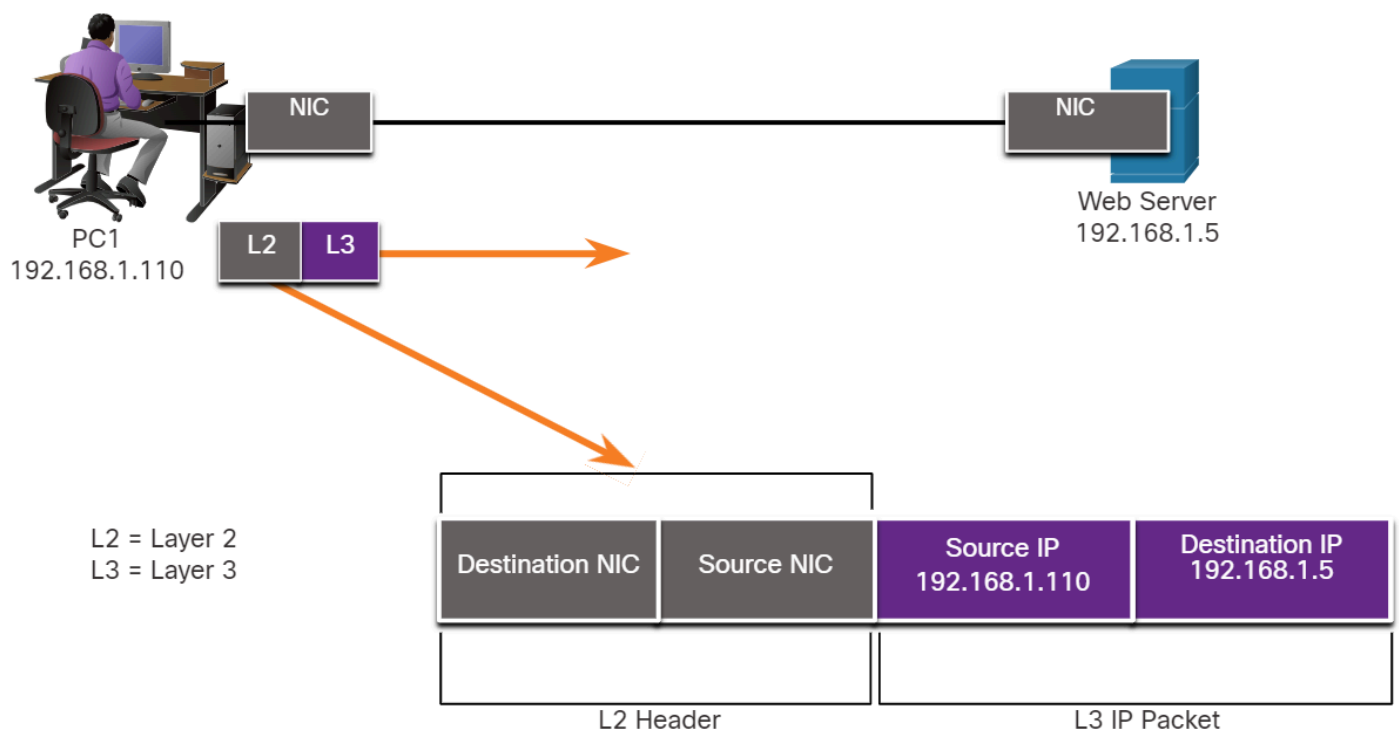 NIC
NIC
Web Server
192.168.1.5
PC1
192.168.1.110
L2
L3
L2 = Layer 2
L3 = Layer 3
Destination NIC
Source NIC
Source IP
192.168.1.110
Destination IP
192.168.1.5
L2 Header
L3 IP Packet